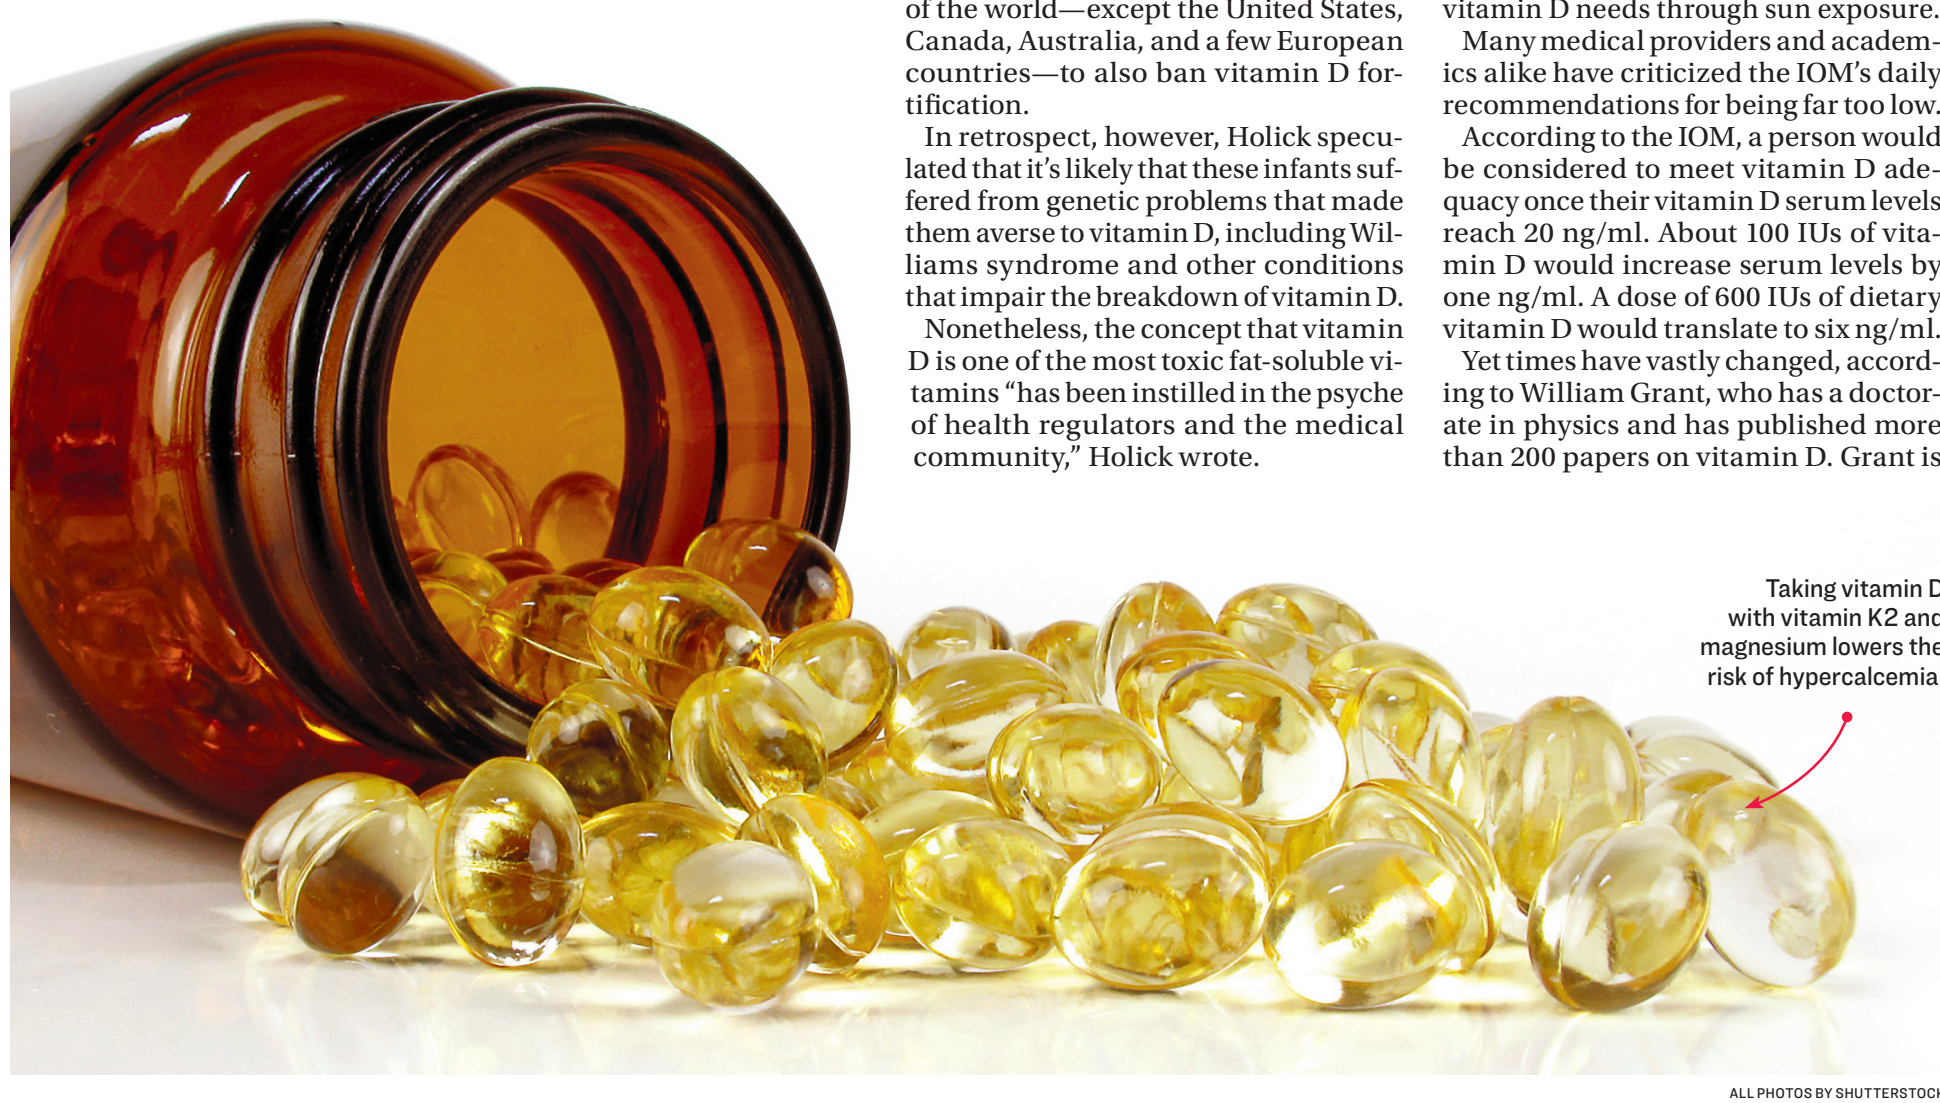 of the world—except the United States,
Canada, Australia, and a few European
countries—to also ban vitamin D for-
tification.
In retrospect, however, Holick specu-
lated that it’s likely that these infants suf-
fered from genetic problems that made
them averse to vitamin D, including Wil-
liams syndrome and other conditions
that impair the breakdown of vitamin D.
Nonetheless, the concept that vitamin
D is one of the most toxic fat-soluble vi-
tamins “has been instilled in the psyche
of health regulators and the medical
community,” Holick wrote.
vitamin D needs through sun exposure.
Many medical providers and academ-
ics alike have criticized the IOM’s daily
recommendations for being far too low.
According to the IOM, a person would
be considered to meet vitamin D ade-
quacy once their vitamin D serum levels
reach 20 ng/ml. About 100 IUs of vita-
min D would increase serum levels by
one ng/ml. A dose of 600 IUs of dietary
vitamin D would translate to six ng/ml.
Yet times have vastly changed, accord-
ing to William Grant, who has a doctor-
ate in physics and has published more
than 200 papers on vitamin D. Grant is
Taking vitamin D
with vitamin K2 and
magnesium lowers the
risk of hypercalcemia
ALL PHOTOS BY SHUTTERSTOCK